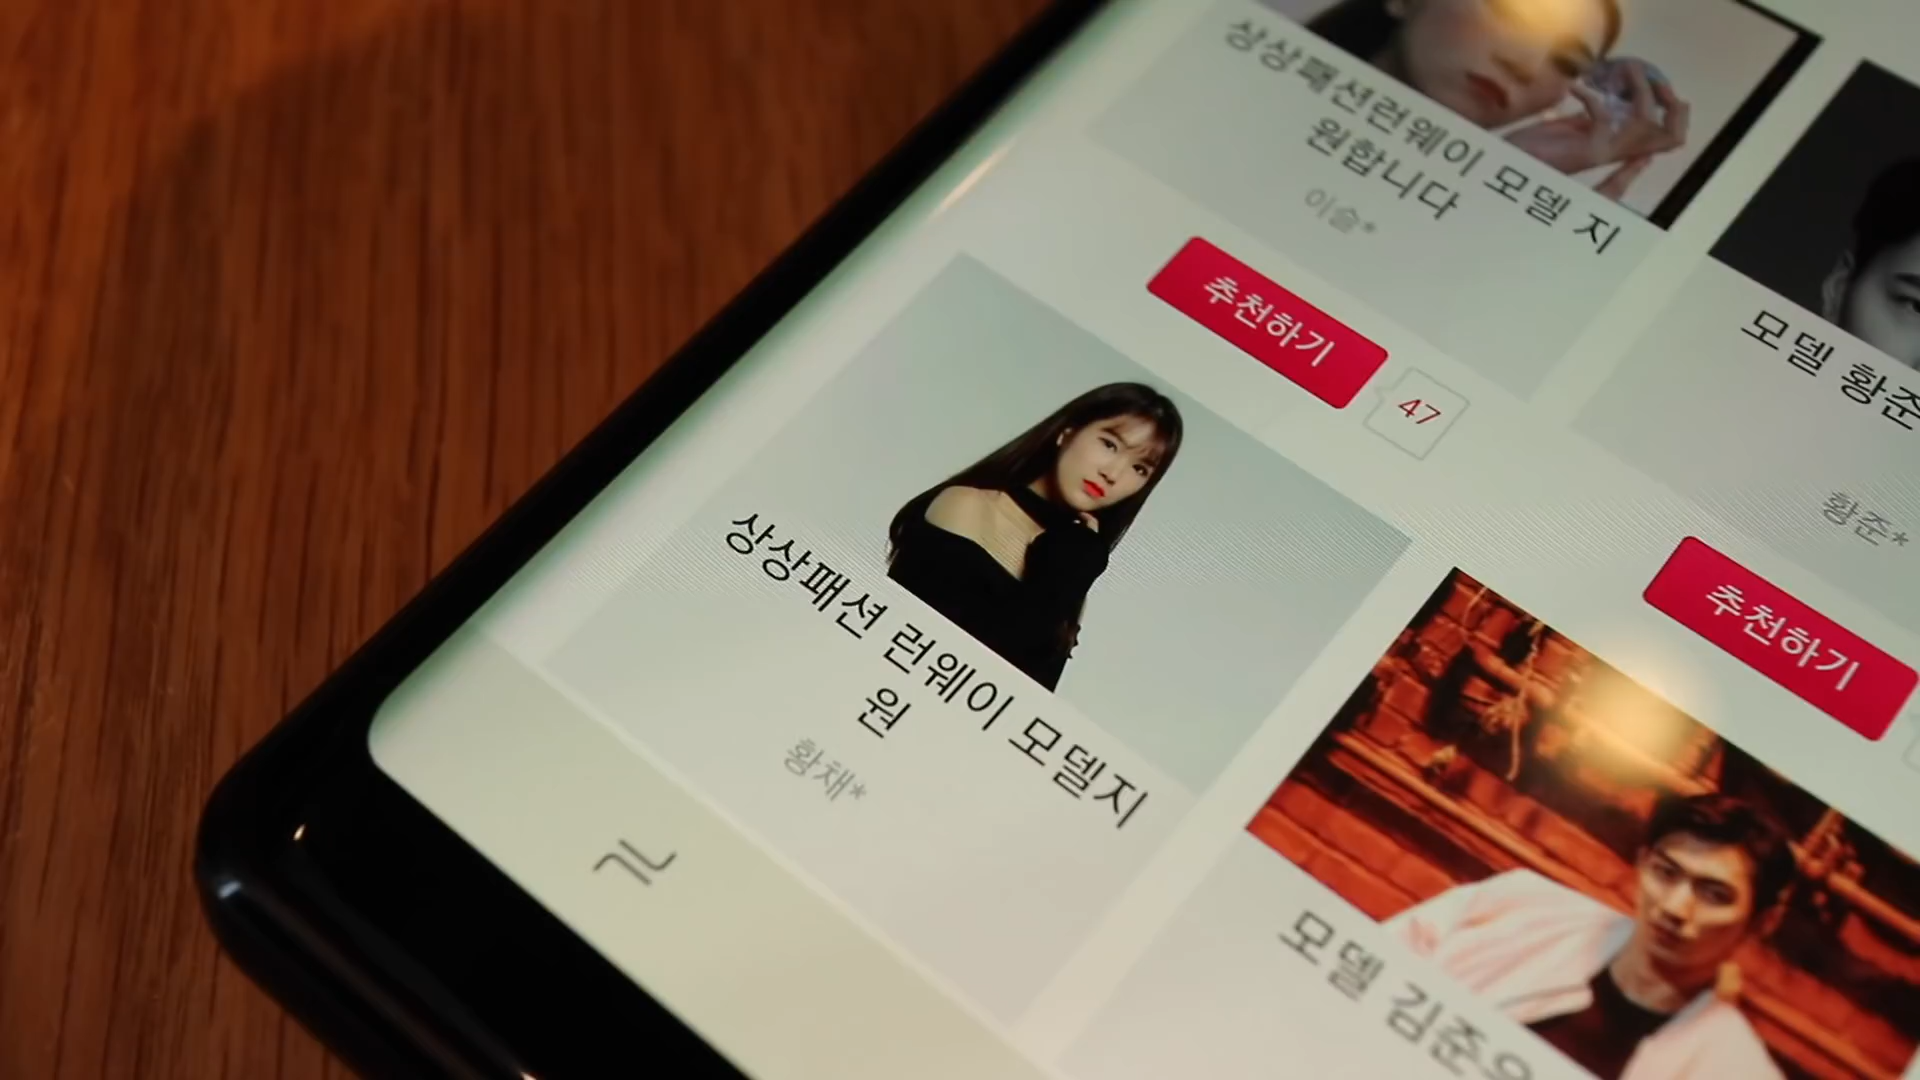 상상패션런웨이 모델 지
원합니다
이슬*
추천하기
47
모델 황준
황준*
추천하기
상상패션 런웨이 모델지
원
황채*
모델 김준우